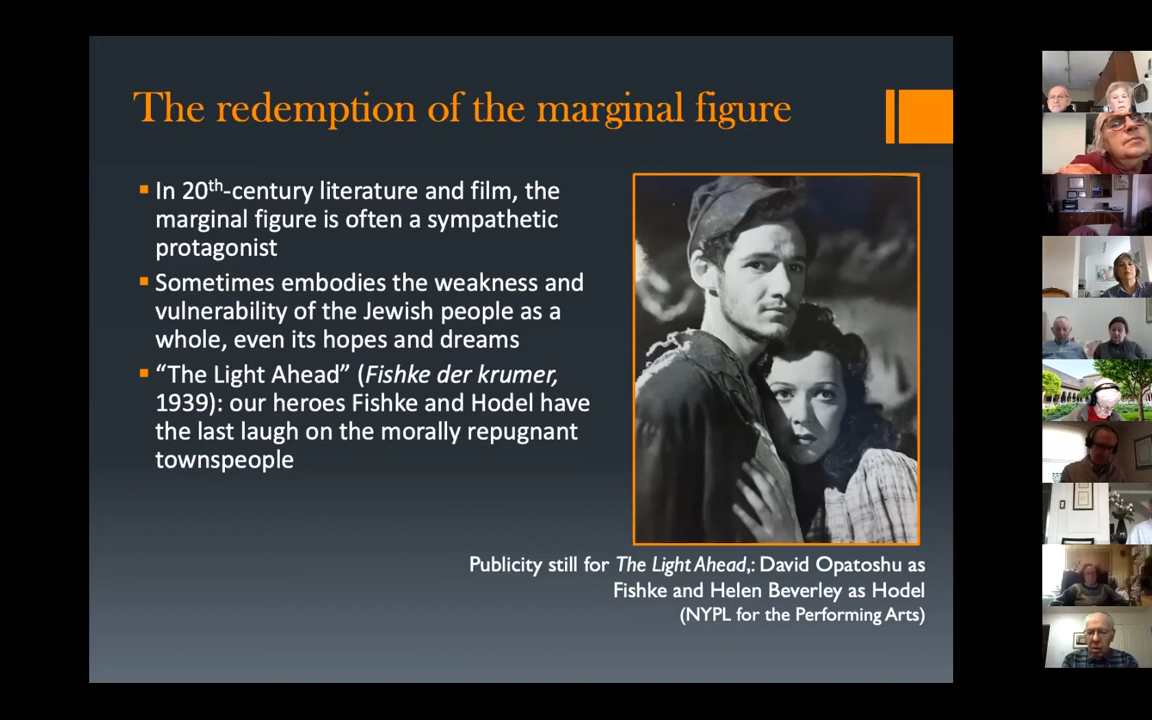 The redemption of the marginal figure
▪ In 20th-century literature and film, the
marginal figure is often a sympathetic
protagonist
▪ Sometimes embodies the weakness and
vulnerability of the Jewish people as a
whole, even its hopes and dreams
▪ “The Light Ahead” (Fishke der krumer,
1939): our heroes Fishke and Hodel have
the last laugh on the morally repugnant
townspeople
Publicity still for The Light Ahead,: David Opatoshu as
Fishke and Helen Beverley as Hodel
(NYPL for the Performing Arts)